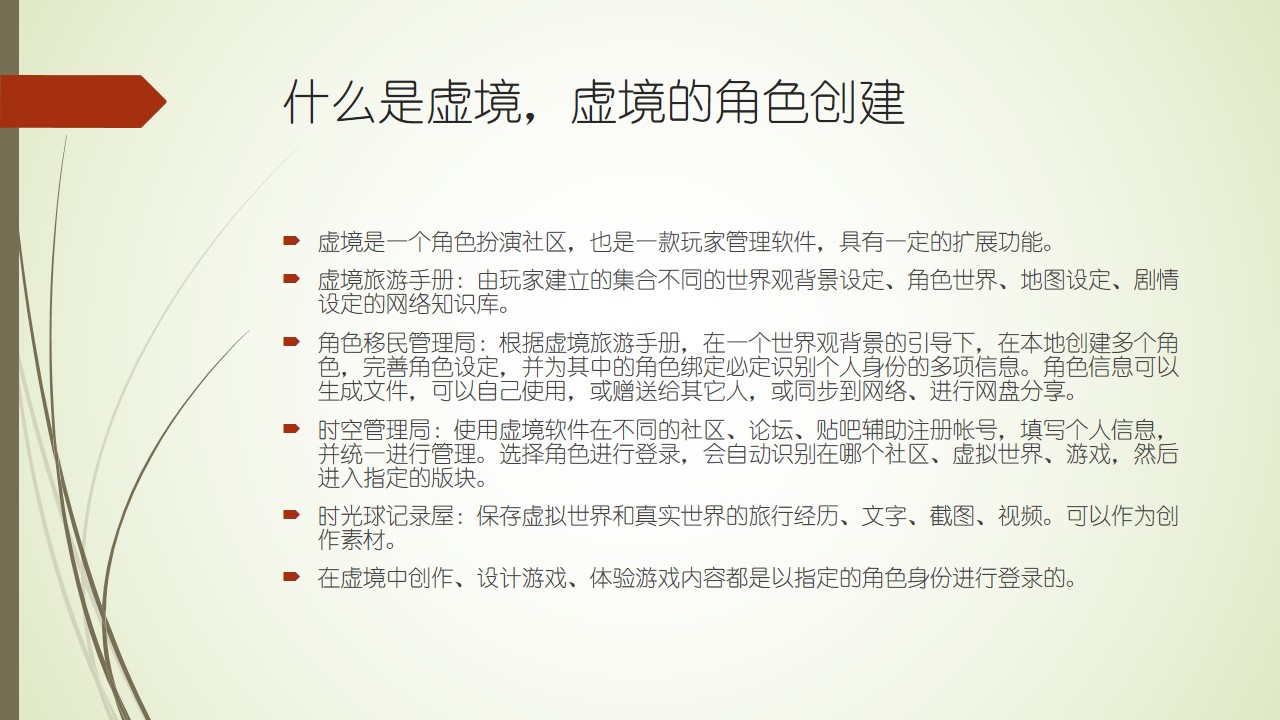 什么是虚境，虚境的角色创建
虚境是一个角色扮演社区，也是一款玩家管理软件，具有一定的扩展功能。
虚境旅游手册：由玩家建立的集合不同的世界观背景设定、角色世界、地图设定、剧情
设定的网络知识库。
角色移民管理局：根据虚境旅游手册，在一个世界观背景的引导下，在本地创建多个角
色，完善角色设定，并为其中的角色绑定必定识别个人身份的多项信息。角色信息可以
生成文件，可以自己使用，或赠送给其它人，或同步到网络、进行网盘分享。
时空管理局：使用虚境软件在不同的社区、论坛、贴吧辅助注册帐号，填写个人信息，
并统一进行管理。选择角色进行登录，会自动识别在哪个社区、虚拟世界、游戏，然后
进入指定的版块。
时光球记录屋：保存虚拟世界和真实世界的旅行经历、文字、截图、视频。可以作为创
作素材。
在虚境中创作、设计游戏、体验游戏内容都是以指定的角色身份进行登录的。